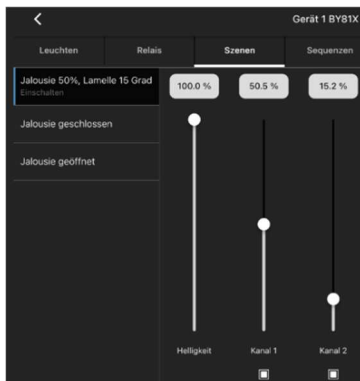 Gerät 1 BY81X
Leuchten Relais Szenen Sequenzen
Jalousie 50%, Lamelle 15 Grad
Einschalten
Jalousie geschlossen
Jalousie geöffnet
100.0 % 50.5 % 15.2 %
Helligkeit Kanal 1 Kanal 2